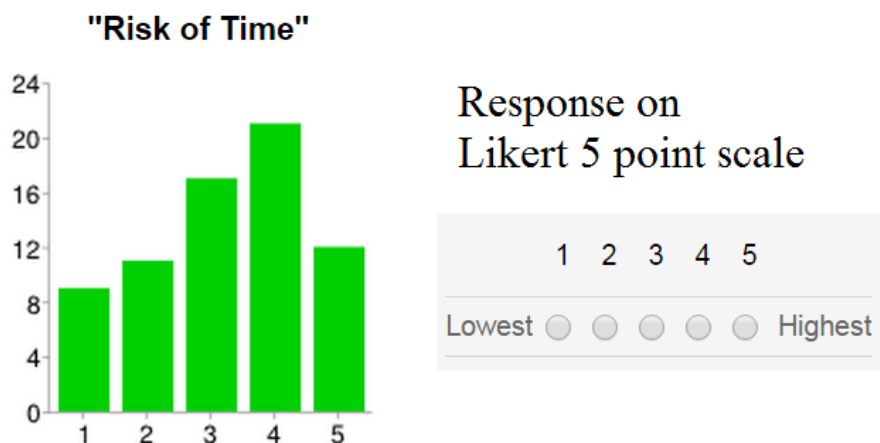 "Risk of Time"
24
20
16
12
8
4
0
1 2 3 4 5
Response on
Likert 5 point scale
1 2 3 4 5
Lowest Highest